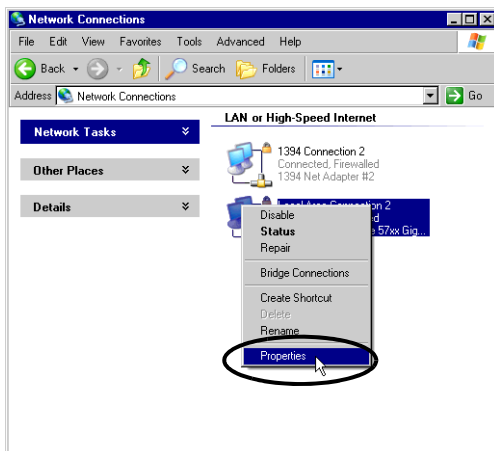 Network Connections
File Edit View Favorites Tools Advanced Help
Back Search Folders
Address Network Connections Go
Network Tasks
Other Places
Details
LAN or High-Speed Internet
1394 Connection 2
Connected, Firewalled
1394 Net Adapter #2
Local Area Connection 2
57xx Gig...
Disable
Status
Repair
Bridge Connections
Create Shortcut
Delete
Rename
Properties